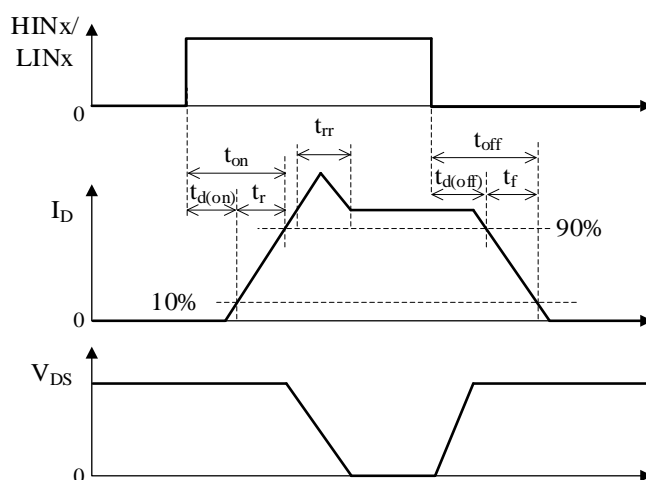 HINx/
LINx
0
trr
ton
toff
td(on)
tr
td(off)
tf
ID
90%
10%
0
VDS
0